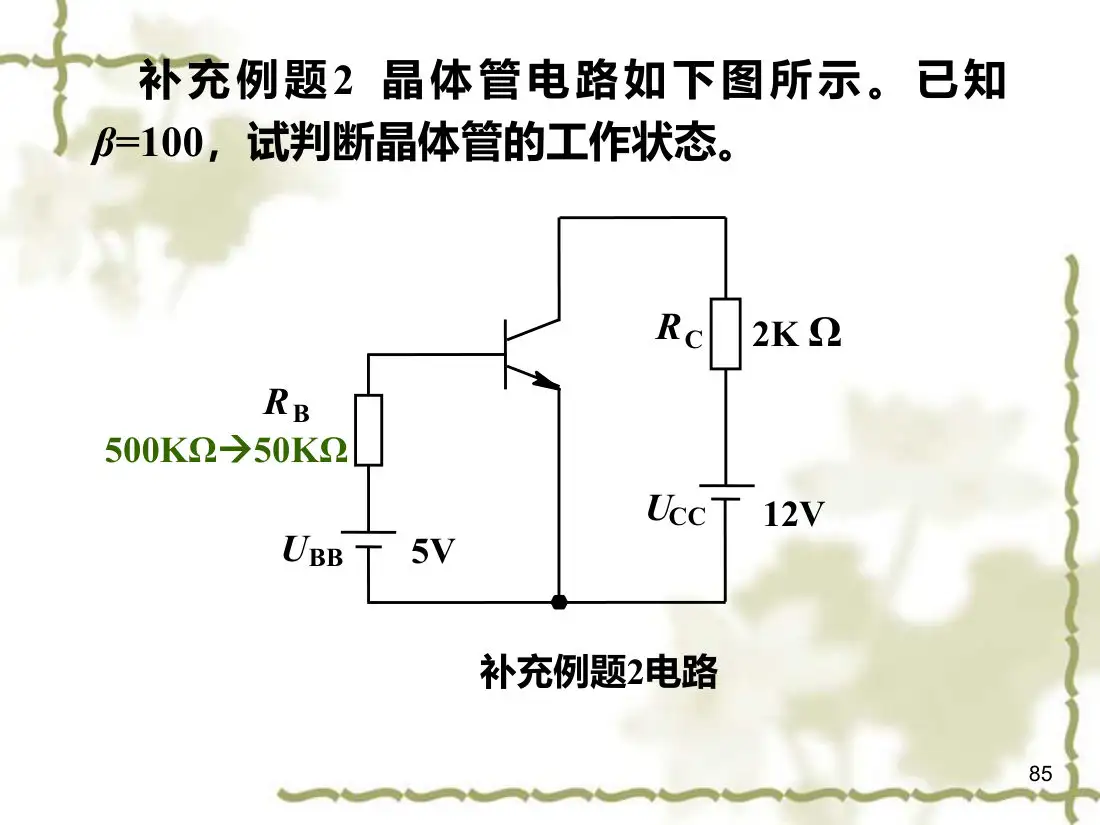 补充例题2 晶体管电路如下图所示。已知
β=100，试判断晶体管的工作状态。
RC 2K Ω
RB
500KΩ→50KΩ
UCC 12V
UBB 5V
补充例题2电路
85